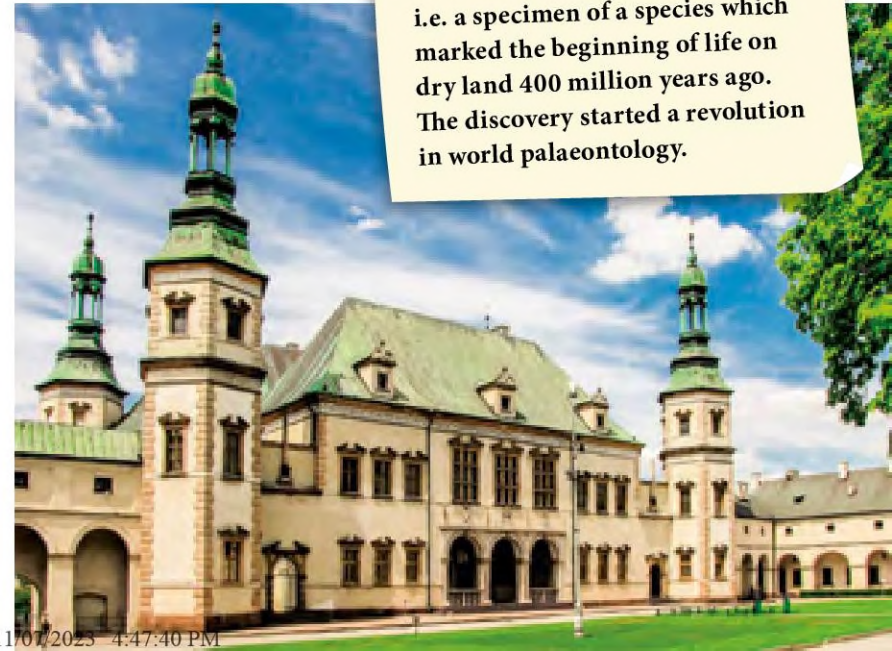 i.e. a specimen of a species which
marked the beginning of life on
dry land 400 million years ago.
The discovery started a revolution
in world palaeontology.
1/07/2023 4:47:40 PM